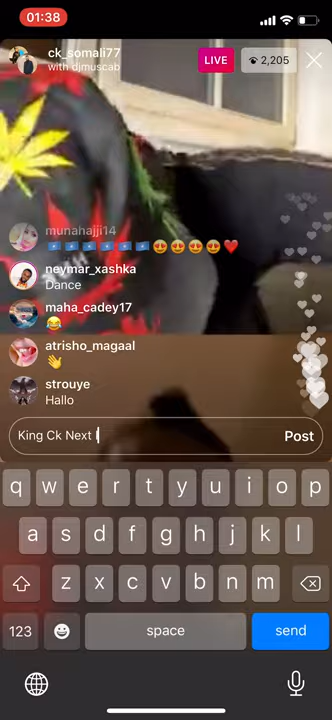 01:38
ck_somali77
with djmuscab
LIVE
2,205
munahajji14
🇸🇴🇸🇴🇸🇴🇸🇴🇸🇴🇸🇴😍😍😍😍❤️
neymar_xashka
Dance
maha_cadey17
😂
atrisho_magaal
👋
strouye
Hallo
King Ck Next I
Post
q w e r t y u i o p
a s d f g h j k l
z x c v b n m
123
space
send